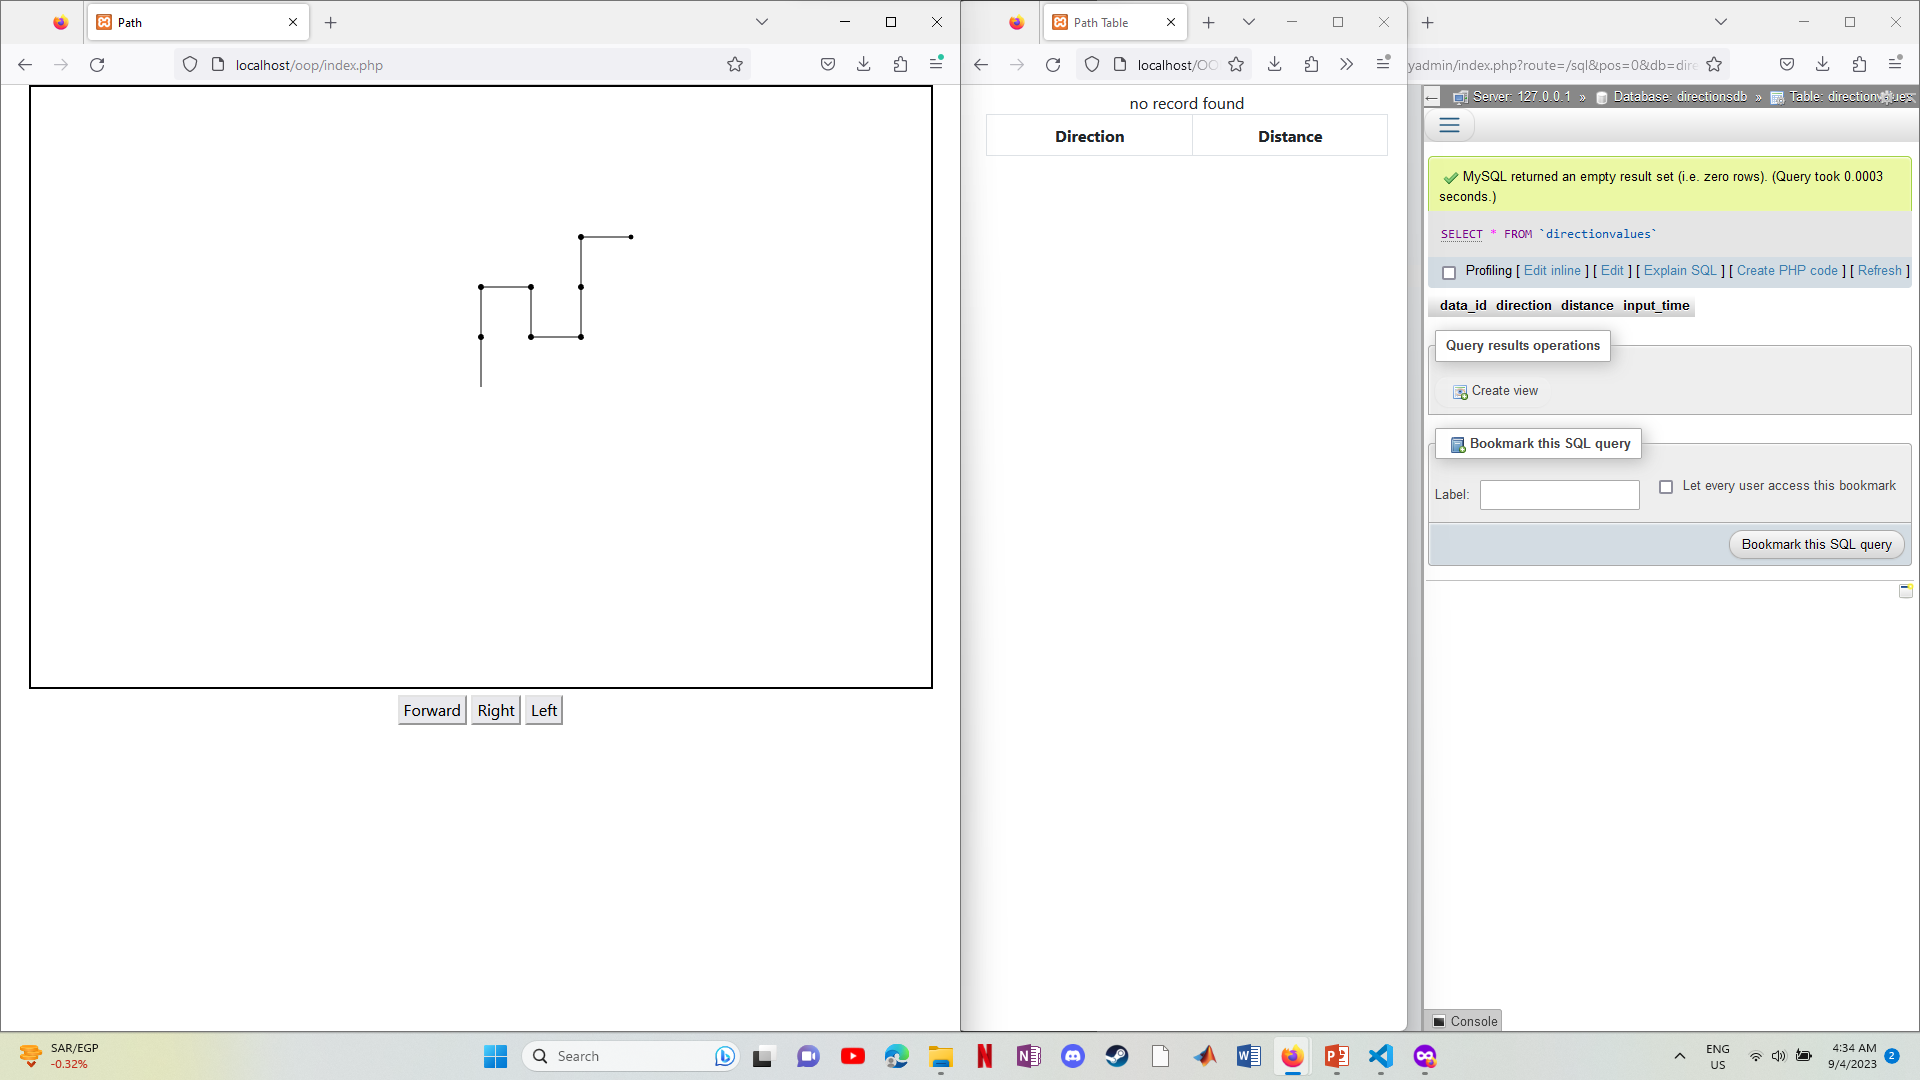 Path
localhost/oop/index.php
Forward
Right
Left
Path Table
localhost/OO
no record found
Direction Distance
yadmin/index.php?route=/sql&pos=0&db=dire
Server: 127.0.0.1 » Database: directionsdb » Table: directionvalues
MySQL returned an empty result set (i.e. zero rows). (Query took 0.0003
seconds.)
SELECT * FROM `directionvalues`
Profiling [ Edit inline ] [ Edit ] [ Explain SQL ] [ Create PHP code ] [ Refresh ]
data_id direction distance input_time
Query results operations
Create view
Bookmark this SQL query
Label:
Let every user access this bookmark
Bookmark this SQL query
Console
SAR/EGP
-0.32%
Search
ENG
US
4:34 AM
9/4/2023
2